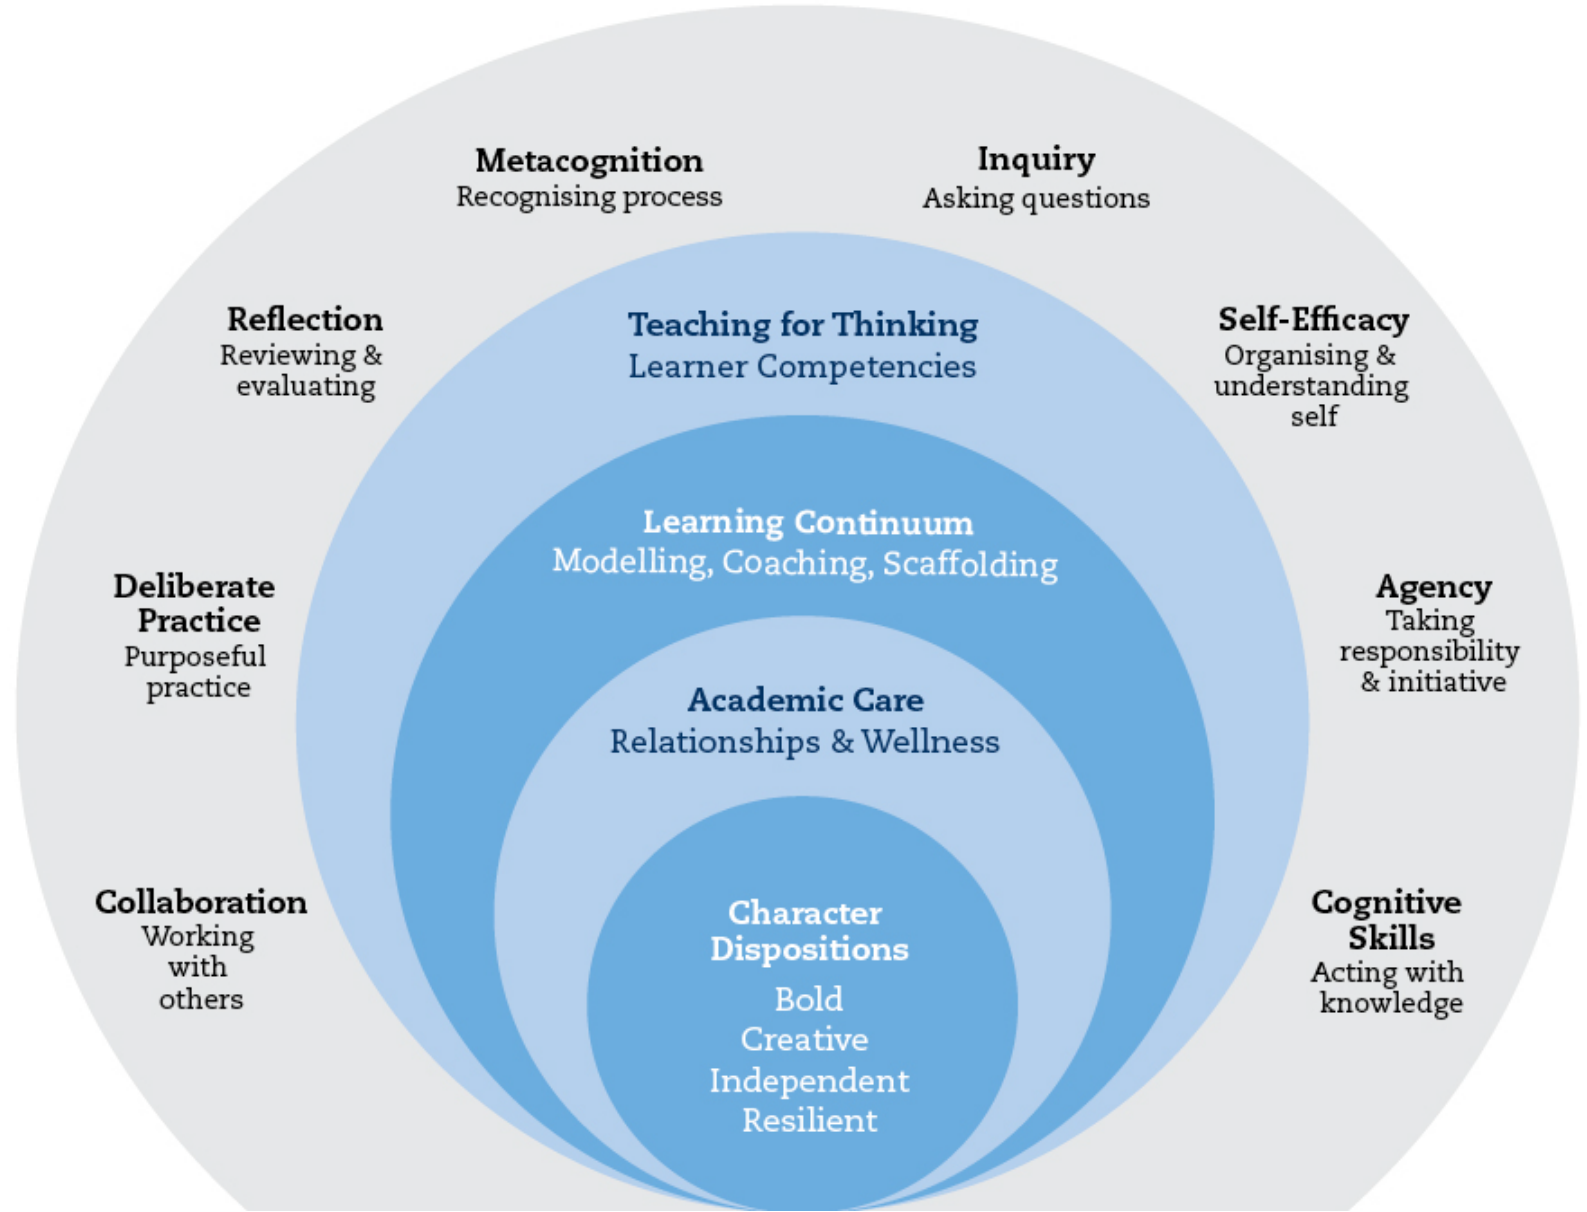 Metacognition
Recognising process
Inquiry
Asking questions
Reflection
Reviewing &
evaluating
Teaching for Thinking
Learner Competencies
Self-Efficacy
Organising &
understanding
self
Learning Continuum
Modelling, Coaching, Scaffolding
Deliberate
Practice
Purposeful
practice
Agency
Taking
responsibility
& initiative
Academic Care
Relationships & Wellness
Collaboration
Working
with
others
Character
Dispositions
Bold
Creative
Independent
Resilient
Cognitive
Skills
Acting with
knowledge